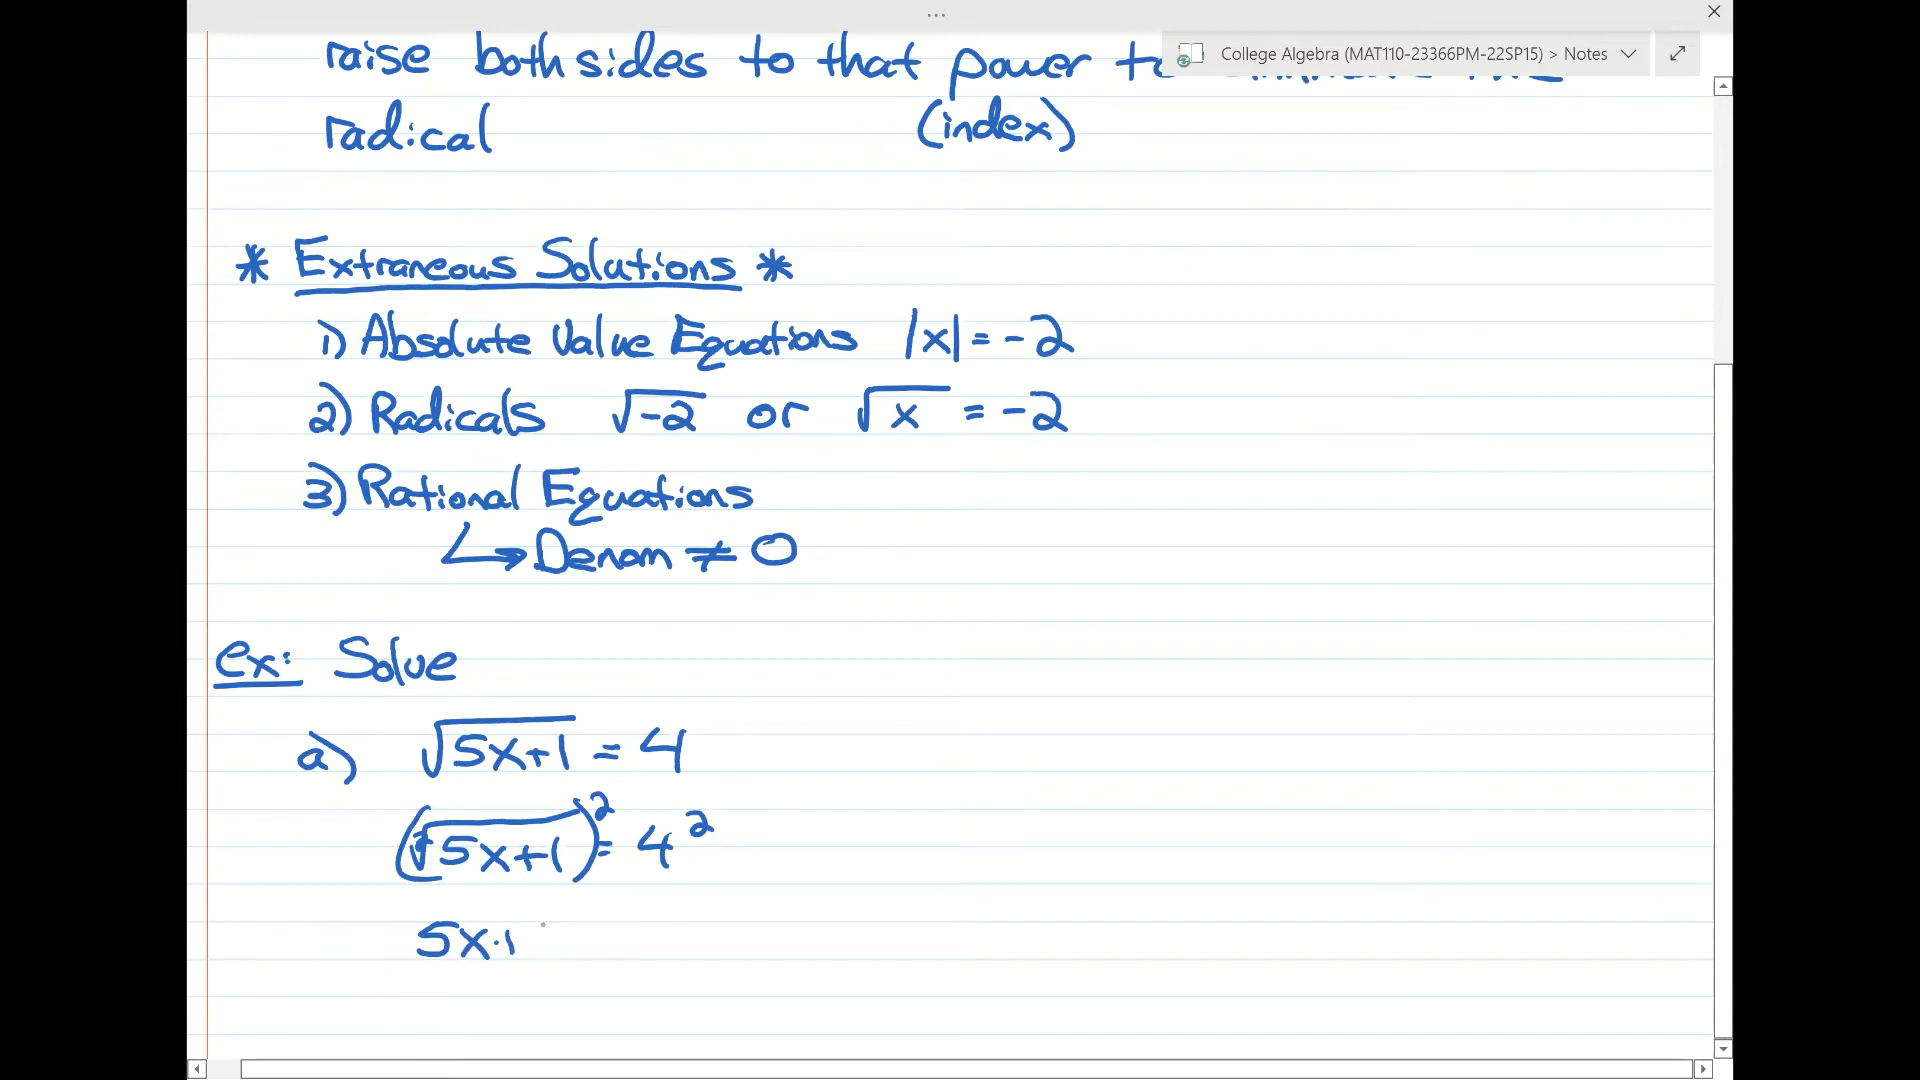 College Algebra (MAT110-23366PM-22SP15) > Notes
raise both sides to that power to
radical (index)
* Extraneous Solutions *
1) Absolute Value Equations |x| = -2
2) Radicals √-2 or √x = -2
3) Rational Equations
↳ Denom ≠ 0
ex: Solve
a) √5x+1 = 4
(√5x+1)² = 4²
5x